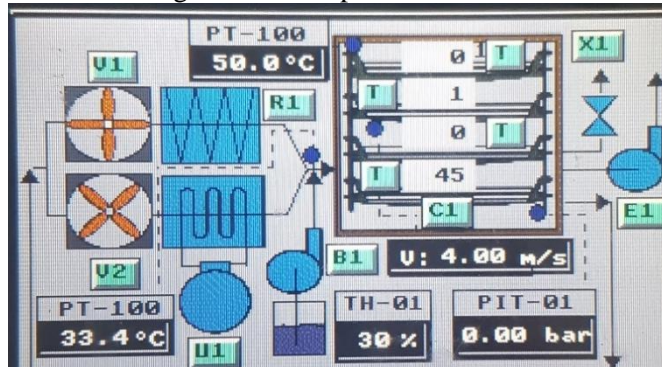 PT-100
50.0°C
V1
X1
0 T
T 1
R1
0 T
T 45
C1
E1
V2
B1
V: 4.00 m/s
PT-100
33.4°C
U1
TH-01
30 %
PIT-01
0.00 bar